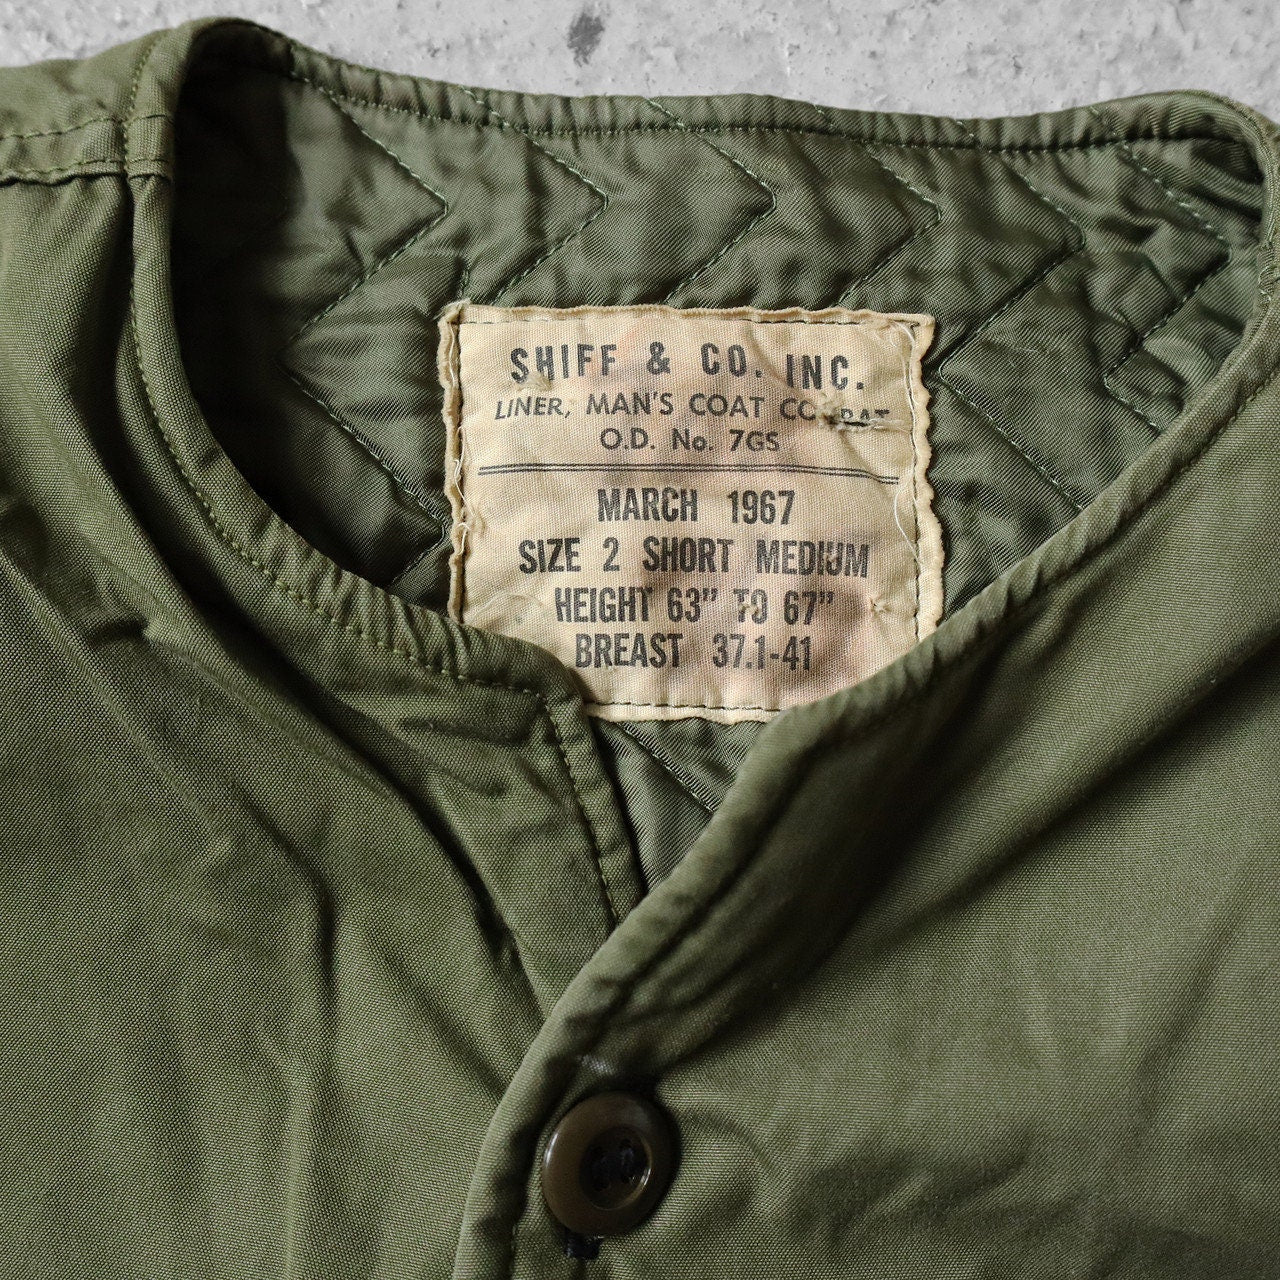 SHIFF & CO. INC.
LINER, MAN'S COAT COMBAT
O.D. No. 7GS
MARCH 1967
SIZE 2 SHORT MEDIUM
HEIGHT 63" TO 67"
BREAST 37.1-41